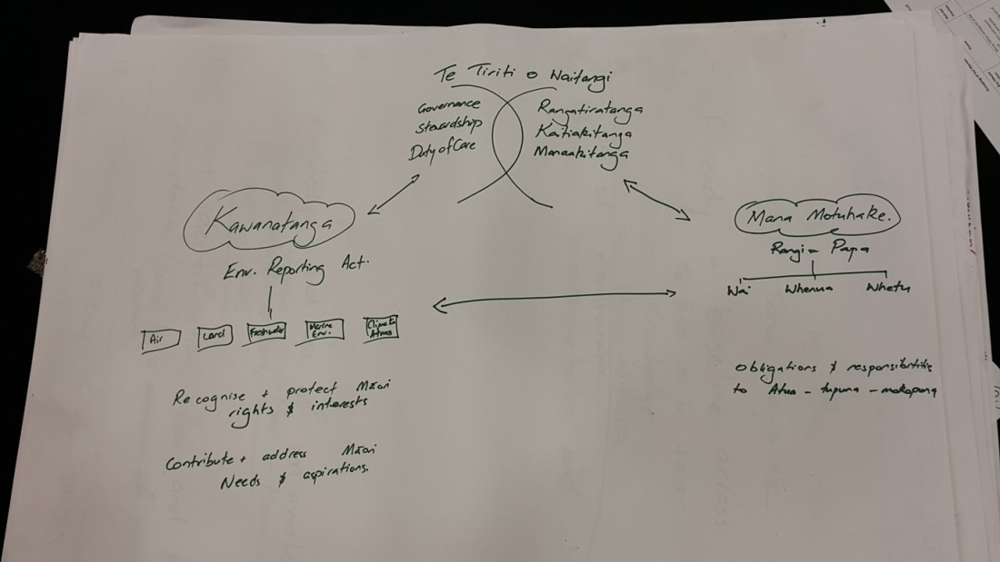 Te Tiriti o Waitangi
Governance
Stewardship
Duty of Care
Rangatiratanga
Kaitiakitanga
Manaakitanga
Kawanatanga
Env. Reporting Act.
Air
Land
Freshwater
Marine
Env.
Climate
Atmos
Recognise + protect Māori
rights & interests
Contribute + address Māori
Needs & aspirations.
Mana Motuhake.
Rangi = Papa
Wai
Whenua
Whetu
Obligations & responsibilities
to Atua - tupuna - mokopuna